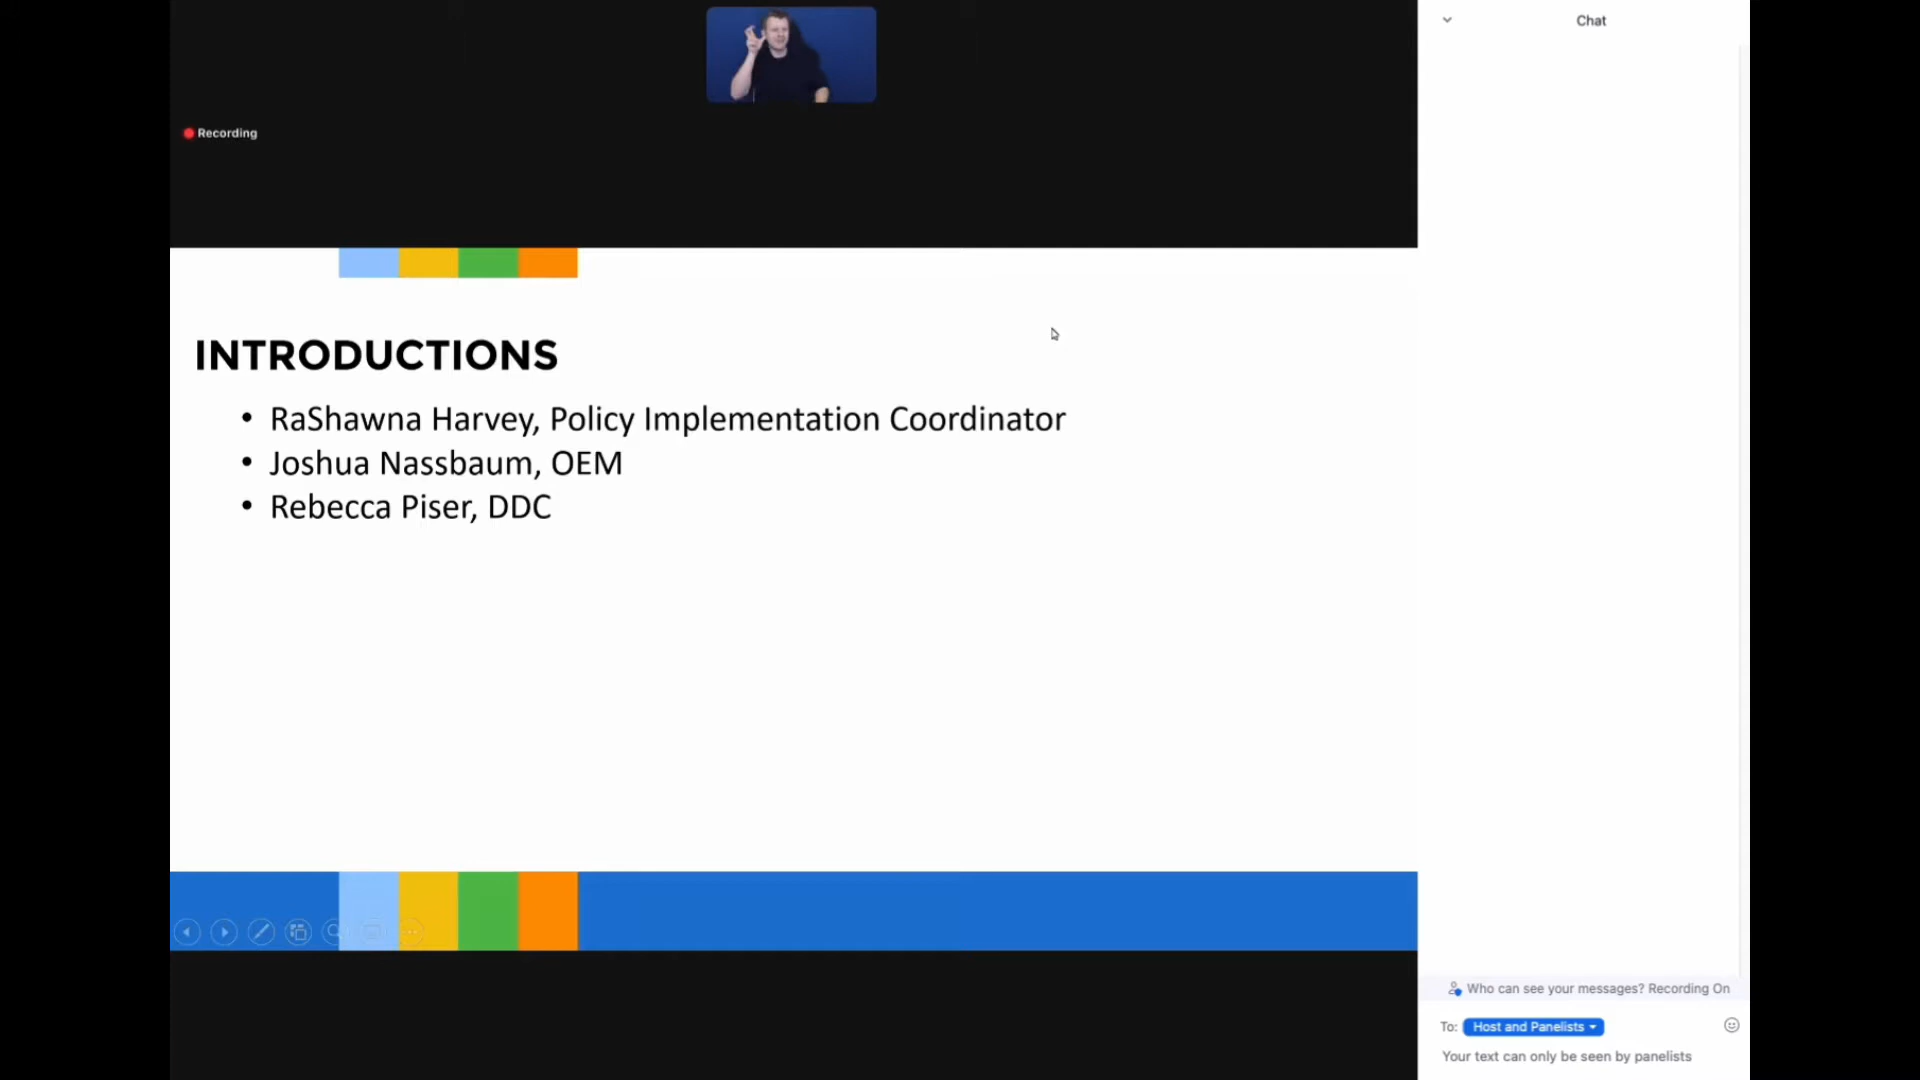 Chat
Recording
INTRODUCTIONS
• RaShawna Harvey, Policy Implementation Coordinator
• Joshua Nassbaum, OEM
• Rebecca Piser, DDC
Who can see your messages? Recording On
To: Host and Panelists
Your text can only be seen by panelists